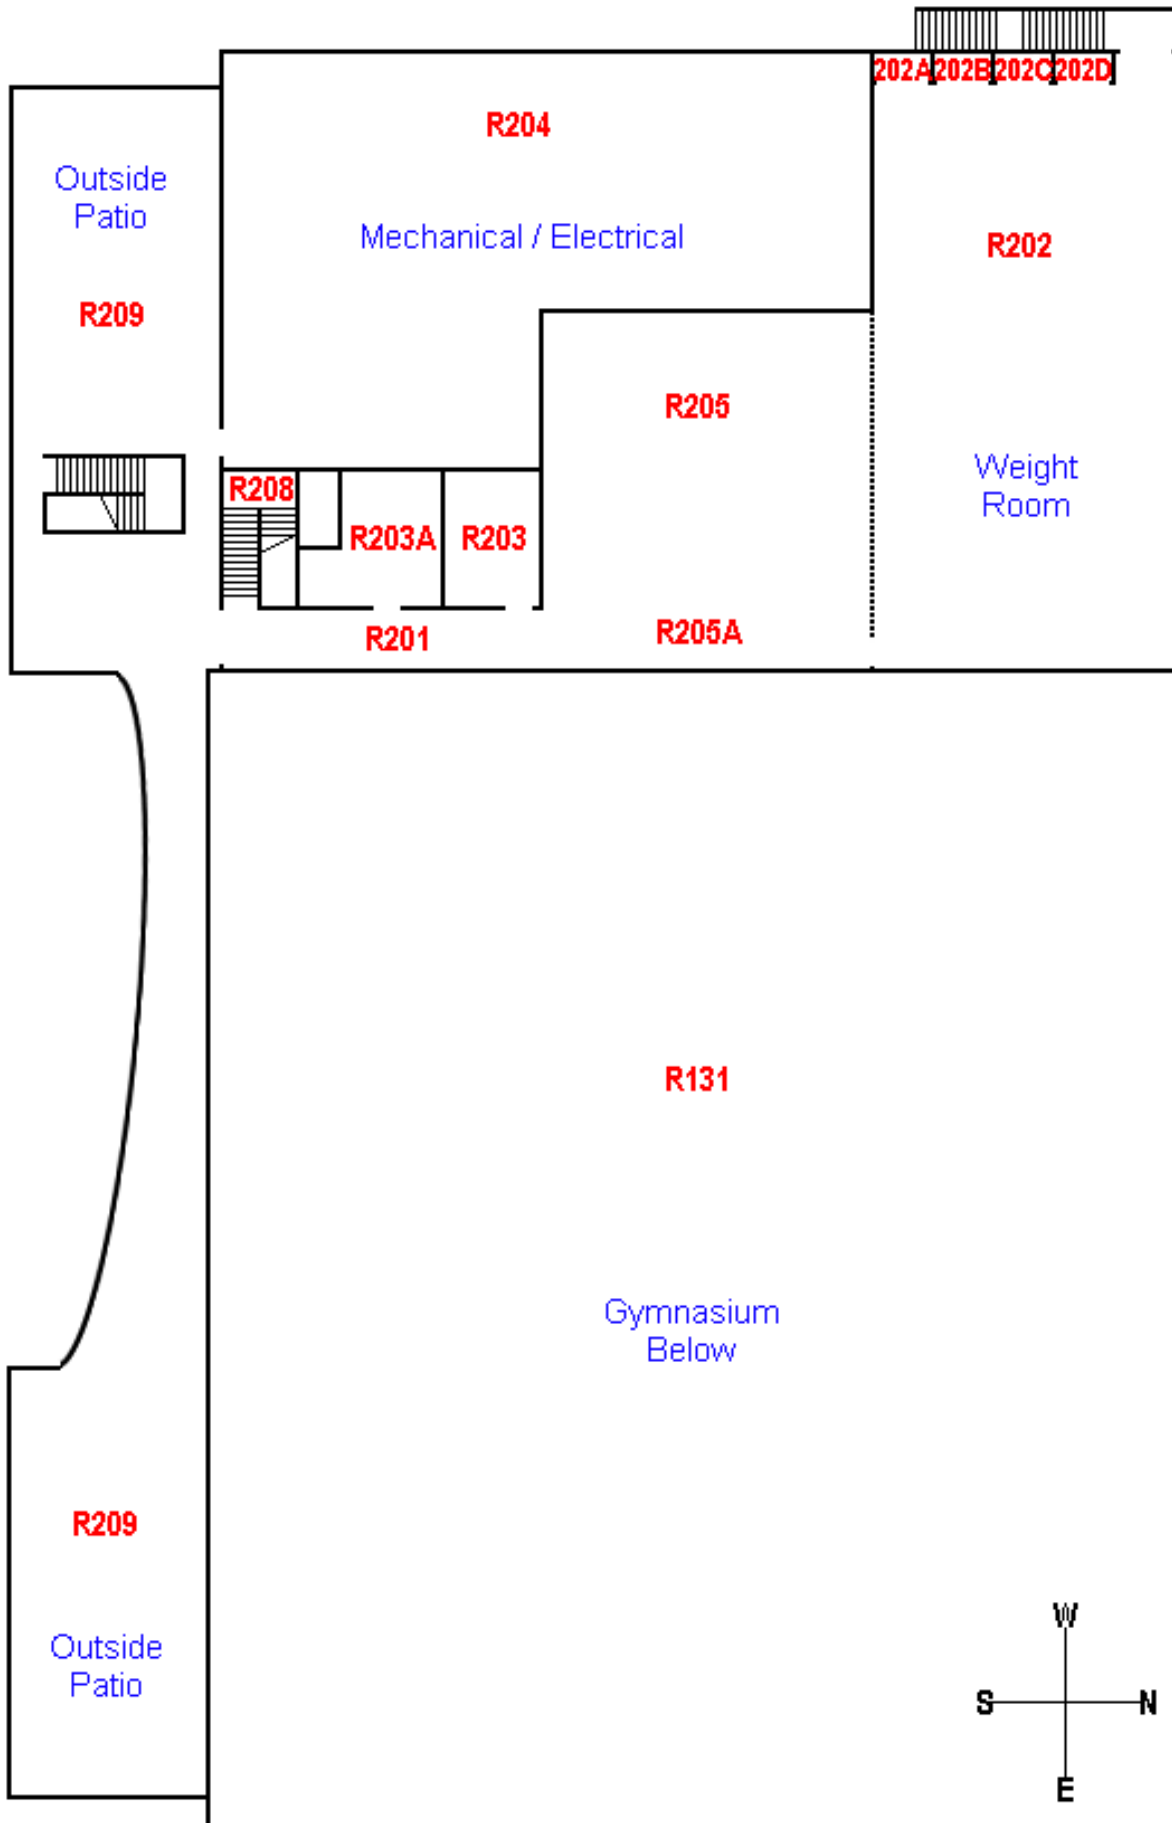 202A 202B 202C 202D
R204
Outside
Patio
Mechanical / Electrical
R202
R209
R205
Weight
Room
R208
R203A
R203
R201
R205A
R131
Gymnasium
Below
R209
Outside
Patio
W
S
N
E